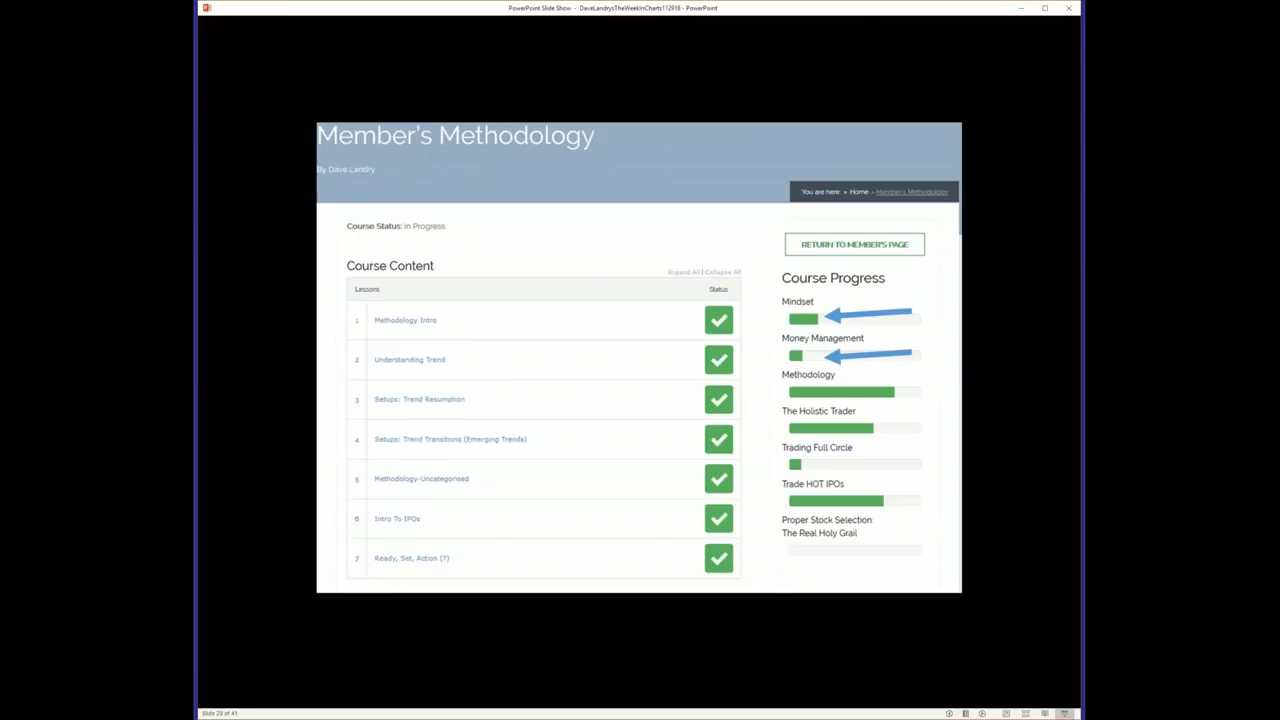 PowerPoint Slide Show - DaveLandrysTheWeekInCharts112918 - PowerPoint
Member's Methodology
By Dave Landry
You are here: » Home » Member's Methodology
Course Status: In Progress
RETURN TO MEMBER'S PAGE
Course Content
Expand All | Collapse All
Lessons Status
1 Methodology Intro
2 Understanding Trend
3 Setups: Trend Resumption
4 Setups: Trend Transitions (Emerging Trends)
5 Methodology-Uncategorised
6 Intro To IPOs
7 Ready, Set, Action (?)
Course Progress
Mindset
Money Management
Methodology
The Holistic Trader
Trading Full Circle
Trade HOT IPOs
Proper Stock Selection:
The Real Holy Grail
Slide 29 of 41